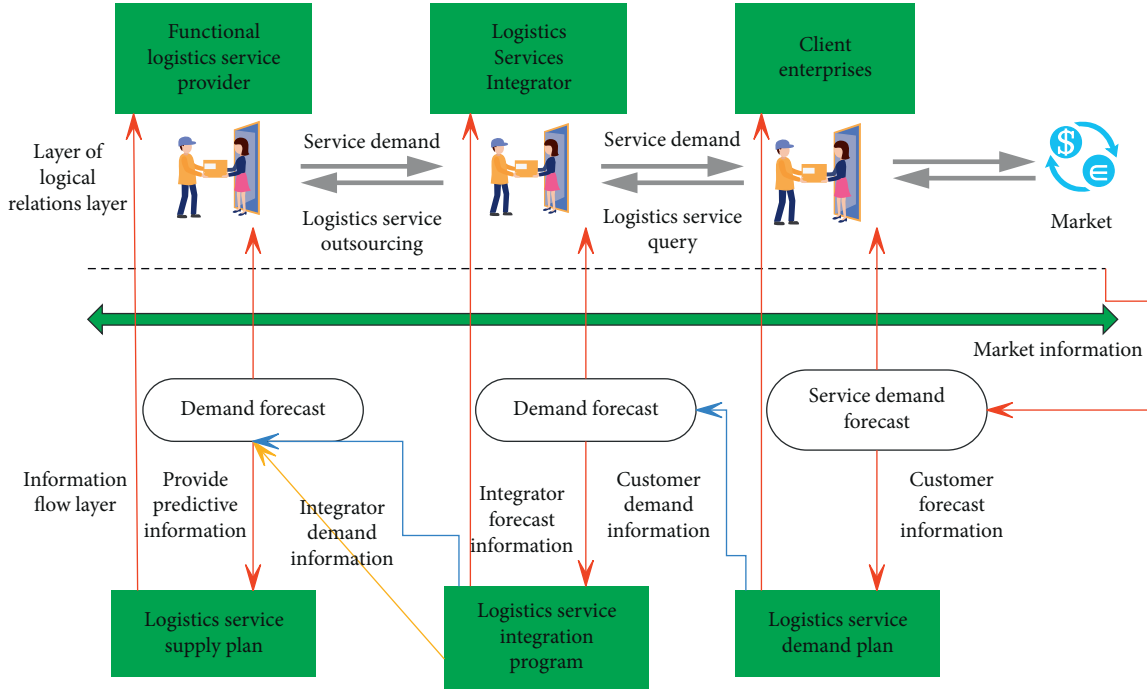 Functional
logistics service
provider
Logistics
Services
Integrator
Client
enterprises
Layer of
logical
relations layer
Service demand
Logistics service
outsourcing
Service demand
Logistics service
query
$
∈
Market
Market information
Demand forecast
Demand forecast
Service demand
forecast
Information
flow layer
Provide
predictive
information
Integrator
demand
information
Integrator
forecast
information
Customer
demand
information
Customer
forecast
information
Logistics service
supply plan
Logistics service
integration
program
Logistics service
demand plan